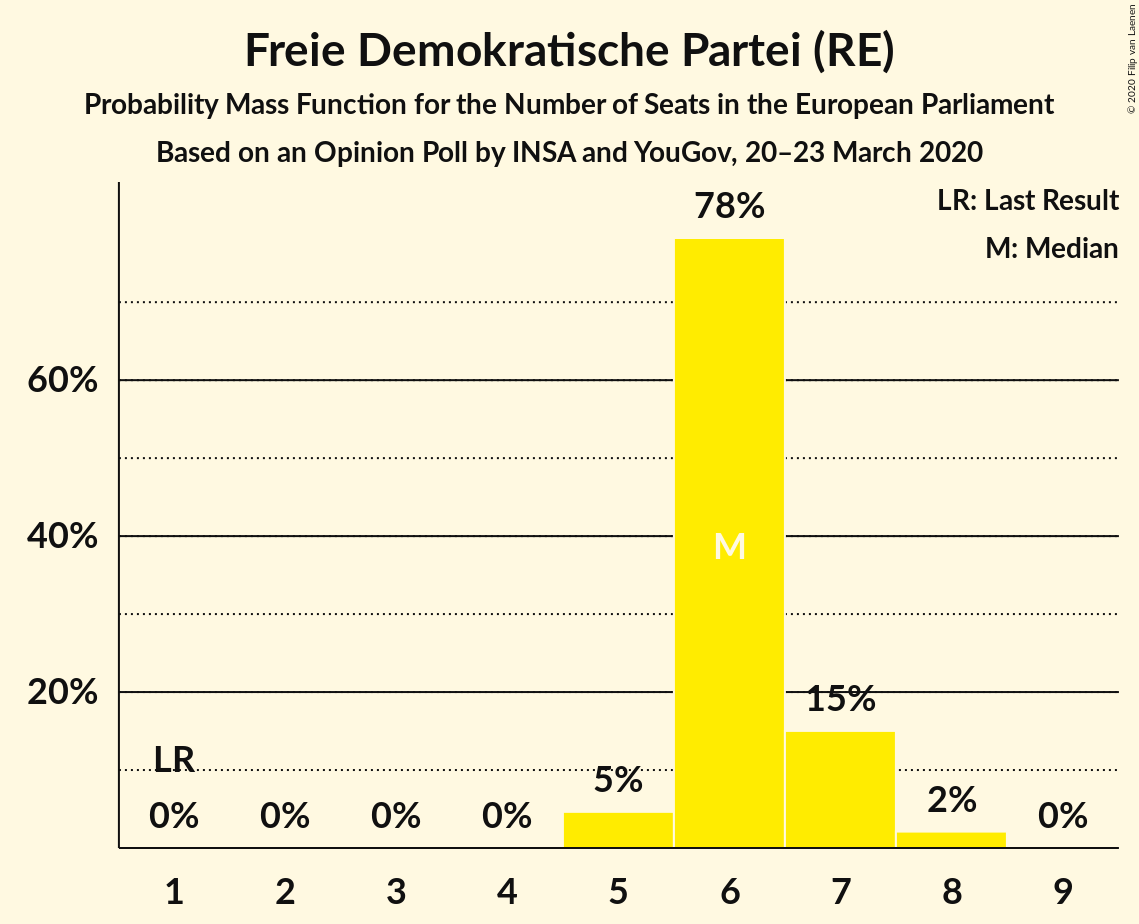 Freie Demokratische Partei (RE)
Probability Mass Function for the Number of Seats in the European Parliament
Based on an Opinion Poll by INSA and YouGov, 20–23 March 2020
© 2020 Filip van Laenen
LR: Last Result
M: Median
78%
60%
40%
M
20%
15%
LR
5%
2%
0% 0% 0% 0% 0%
1 2 3 4 5 6 7 8 9